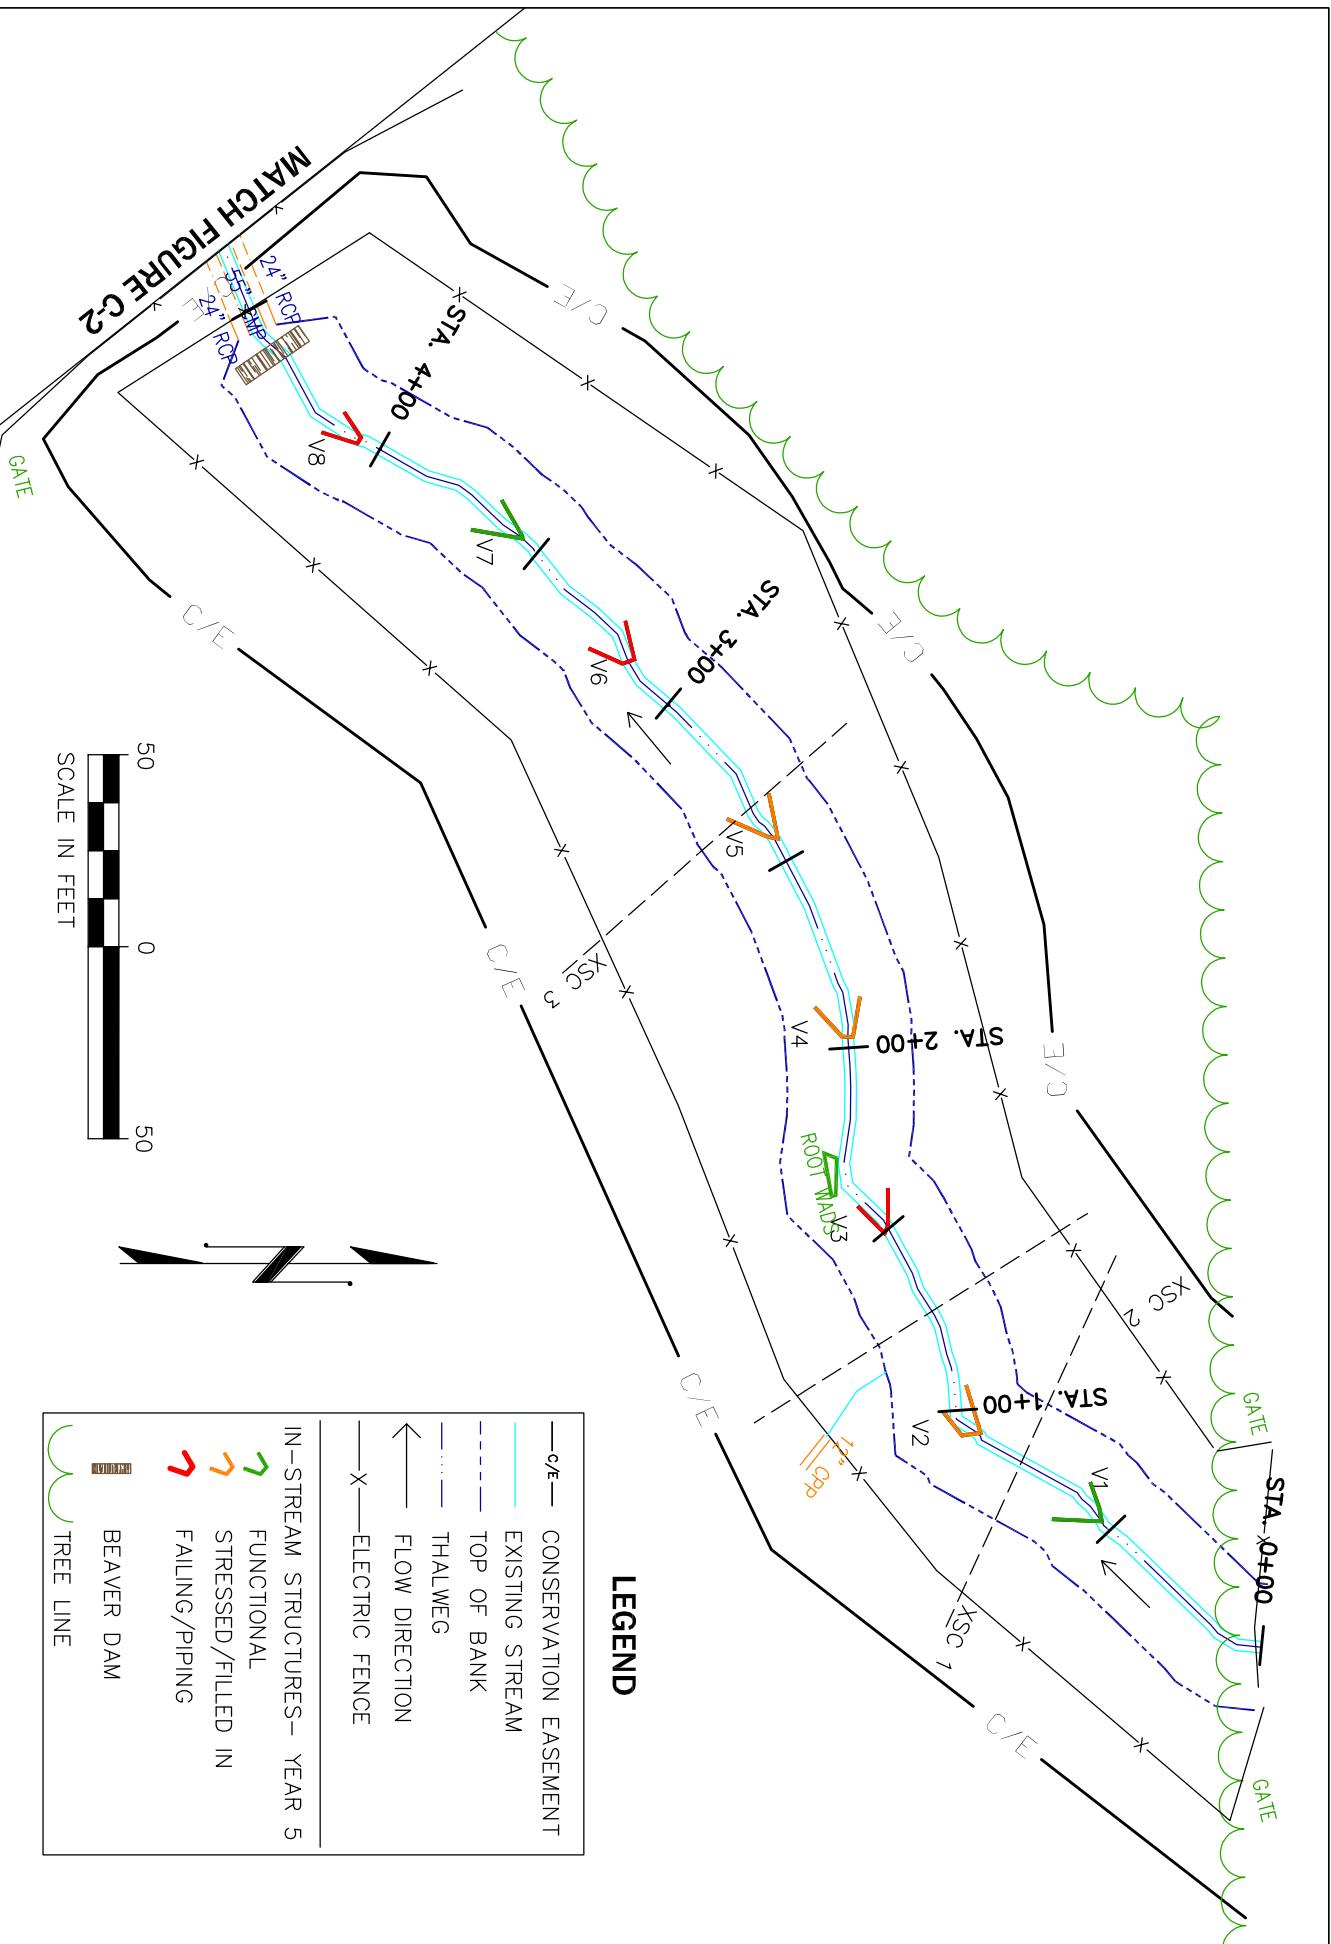 MATCH FIGURE C-2
24" RCP
55" CMP
24" RCP
C/E
GATE
STA. 4+00
V8
C/E
V7
C/E
STA. 3+00
V6
C/E
V5
XSC 3
C/E
STA. 2+00
V4
C/E
ROOT WADS
V3
XSC 2
C/E
STA. 1+00
V2
12" CPP
V1
XSC 1
GATE
STA. 0+00
C/E
GATE
50 0 50
SCALE IN FEET
LEGEND
C/E CONSERVATION EASEMENT
EXISTING STREAM
TOP OF BANK
THALWEG
FLOW DIRECTION
X ELECTRIC FENCE
IN-STREAM STRUCTURES- YEAR 5
FUNCTIONAL
STRESSED/FILLED IN
FAILING/PIPING
BEAVER DAM
TREE LINE